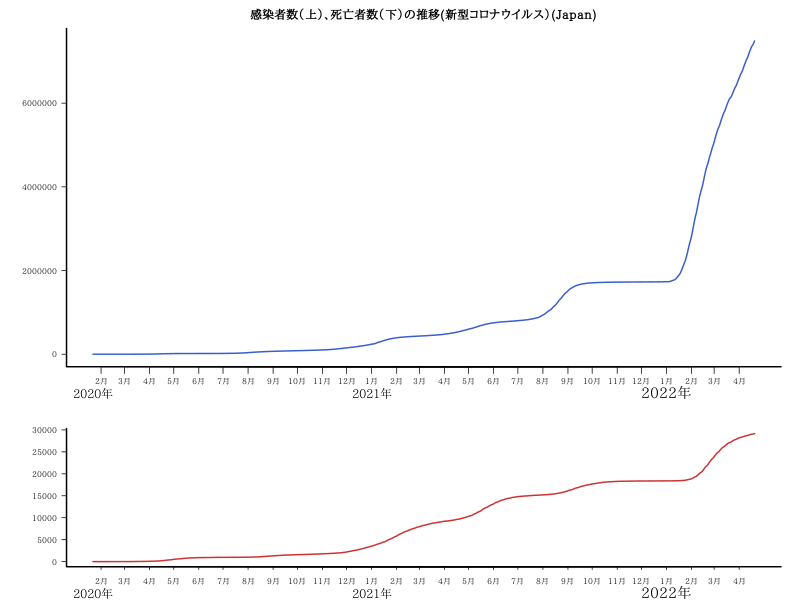 感染者数（上）、死亡者数（下）の推移(新型コロナウイルス）(Japan)
6000000
4000000
2000000
0
2月 3月 4月 5月 6月 7月 8月 9月 10月 11月 12月 1月 2月 3月 4月 5月 6月 7月 8月 9月 10月 11月 12月 1月 2月 3月 4月
2020年 2021年 2022年
30000
25000
20000
15000
10000
5000
0
2月 3月 4月 5月 6月 7月 8月 9月 10月 11月 12月 1月 2月 3月 4月 5月 6月 7月 8月 9月 10月 11月 12月 1月 2月 3月 4月
2020年 2021年 2022年